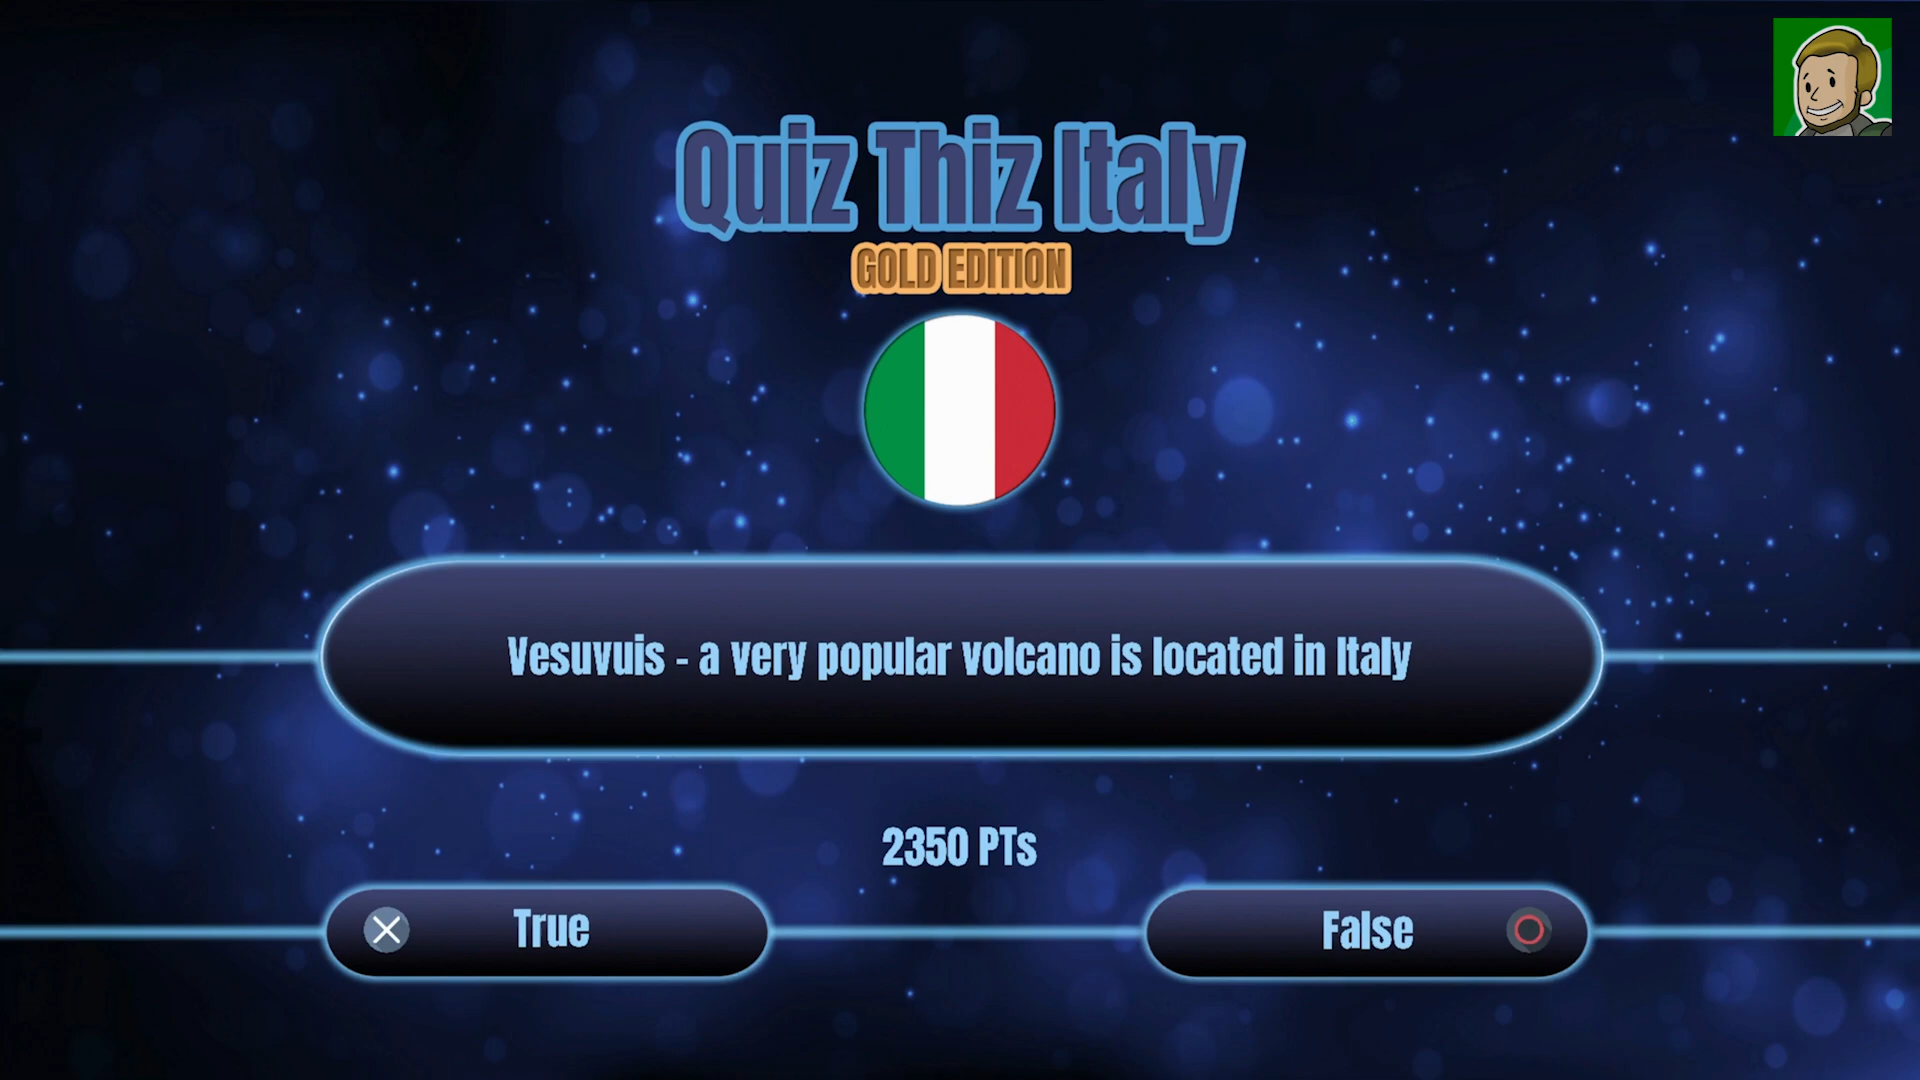 Quiz Thiz Italy
GOLD EDITION
Vesuvuis - a very popular volcano is located in Italy
2350 PTs
True
False